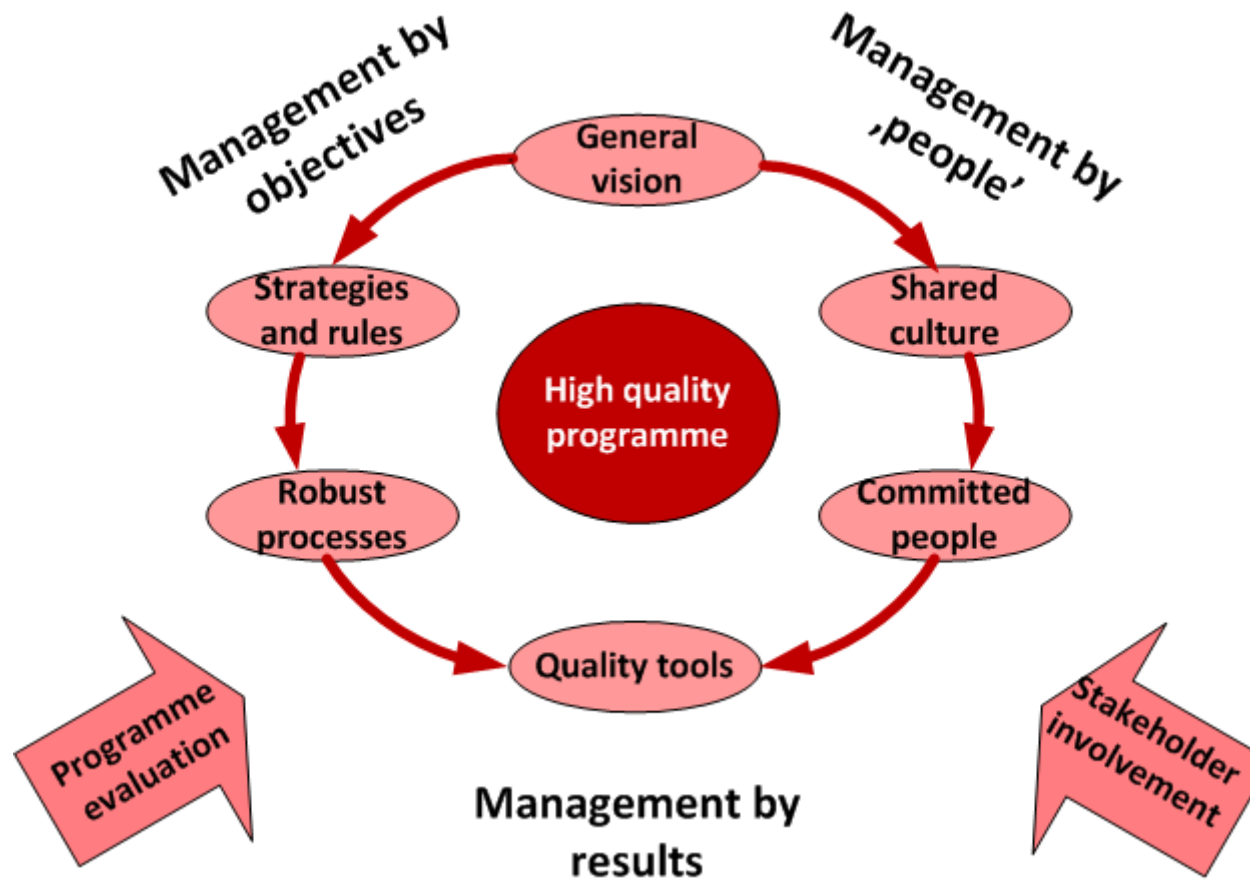 Management by
objectives
Management by
‚people’
General
vision
Strategies
and rules
Shared
culture
High quality
programme
Robust
processes
Committed
people
Quality tools
Programme
evaluation
Stakeholder
involvement
Management by
results